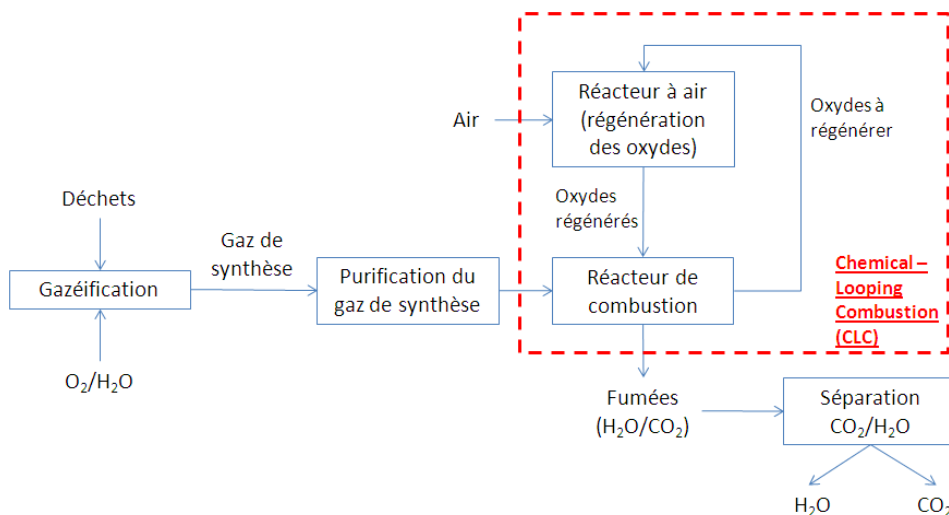 Réacteur à air
(régénération
des oxydes)
Air
Oxydes à
régénérer
Oxydes
régénérés
Déchets
Gaz de
synthèse
Gazéification
Purification du
gaz de synthèse
Réacteur de
combustion
Chemical –
Looping
Combustion
(CLC)
O₂/H₂O
Fumées
(H₂O/CO₂)
Séparation
CO₂/H₂O
H₂O
CO₂